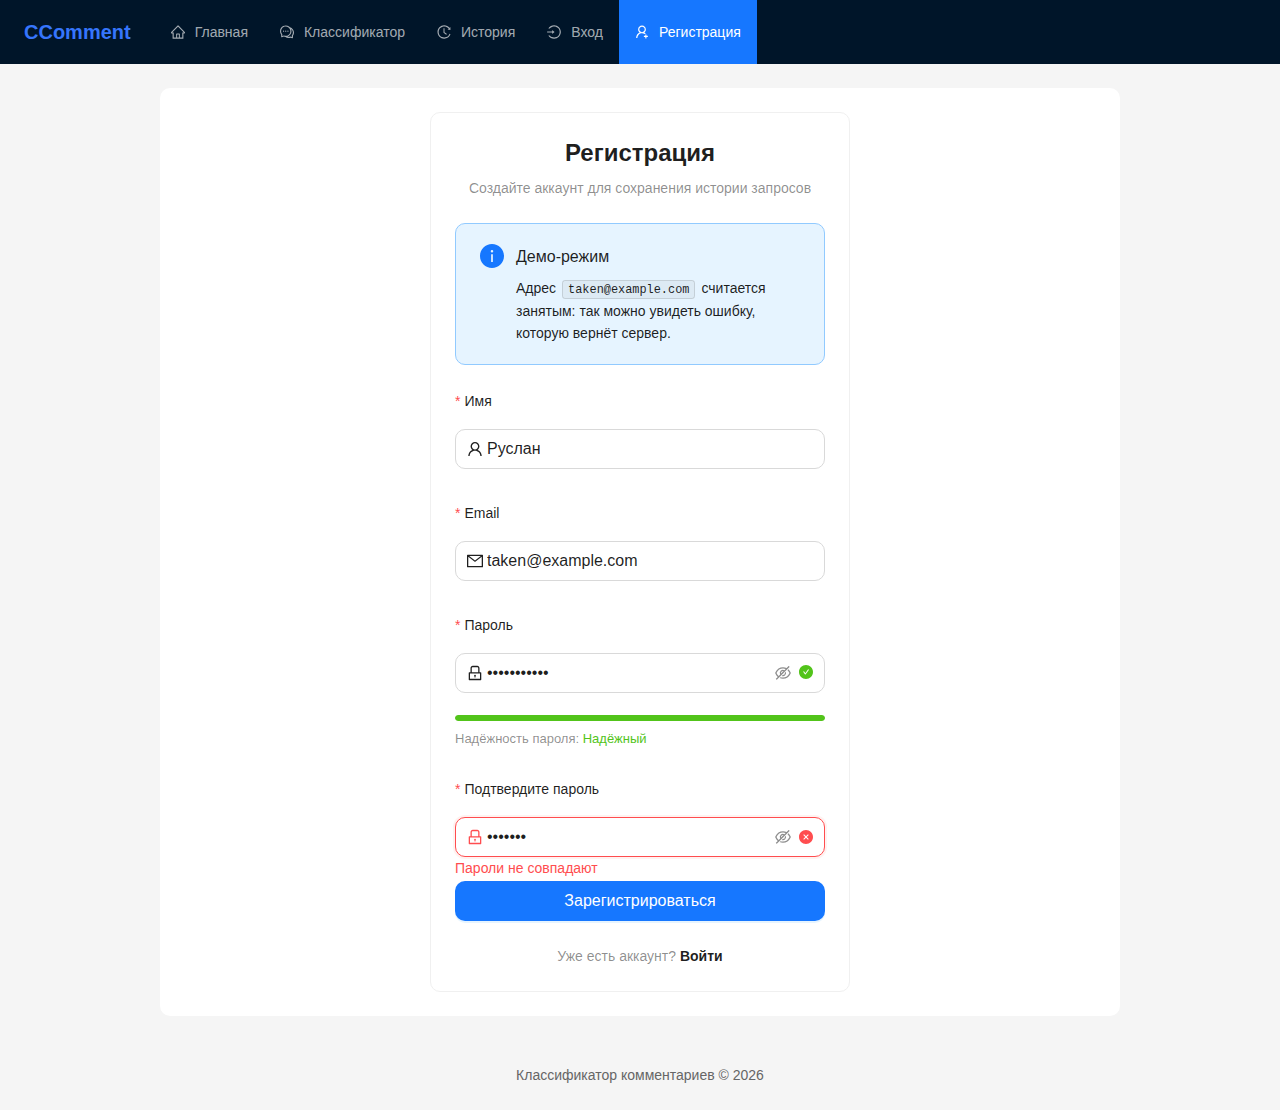 CComment
Главная
Классификатор
История
Вход
Регистрация
Регистрация
Создайте аккаунт для сохранения истории запросов
Демо-режим
Адрес taken@example.com считается
занятым: так можно увидеть ошибку,
которую вернёт сервер.
* Имя
Руслан
* Email
taken@example.com
* Пароль
•••••••••••
Надёжность пароля: Надёжный
* Подтвердите пароль
•••••••
Пароли не совпадают
Зарегистрироваться
Уже есть аккаунт? Войти
Классификатор комментариев © 2026